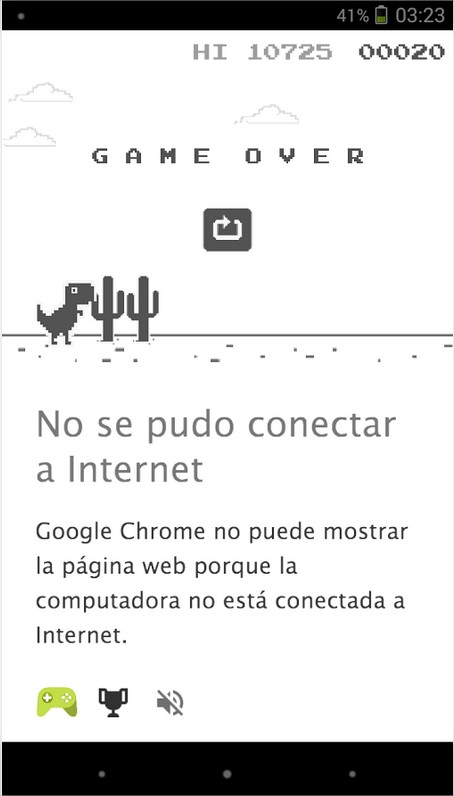 41% 03:23
HI 10725 00020
GAME OVER
No se pudo conectar
a Internet
Google Chrome no puede mostrar
la página web porque la
computadora no está conectada a
Internet.